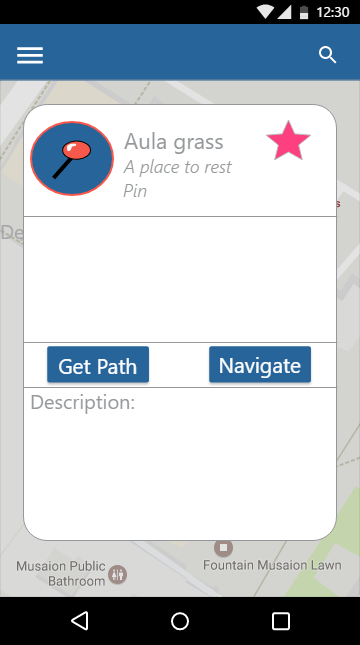 12:30
Aula grass
A place to rest
Pin
s
De
Get Path
Navigate
Description:
Musaion Public
Bathroom
Fountain Musaion Lawn